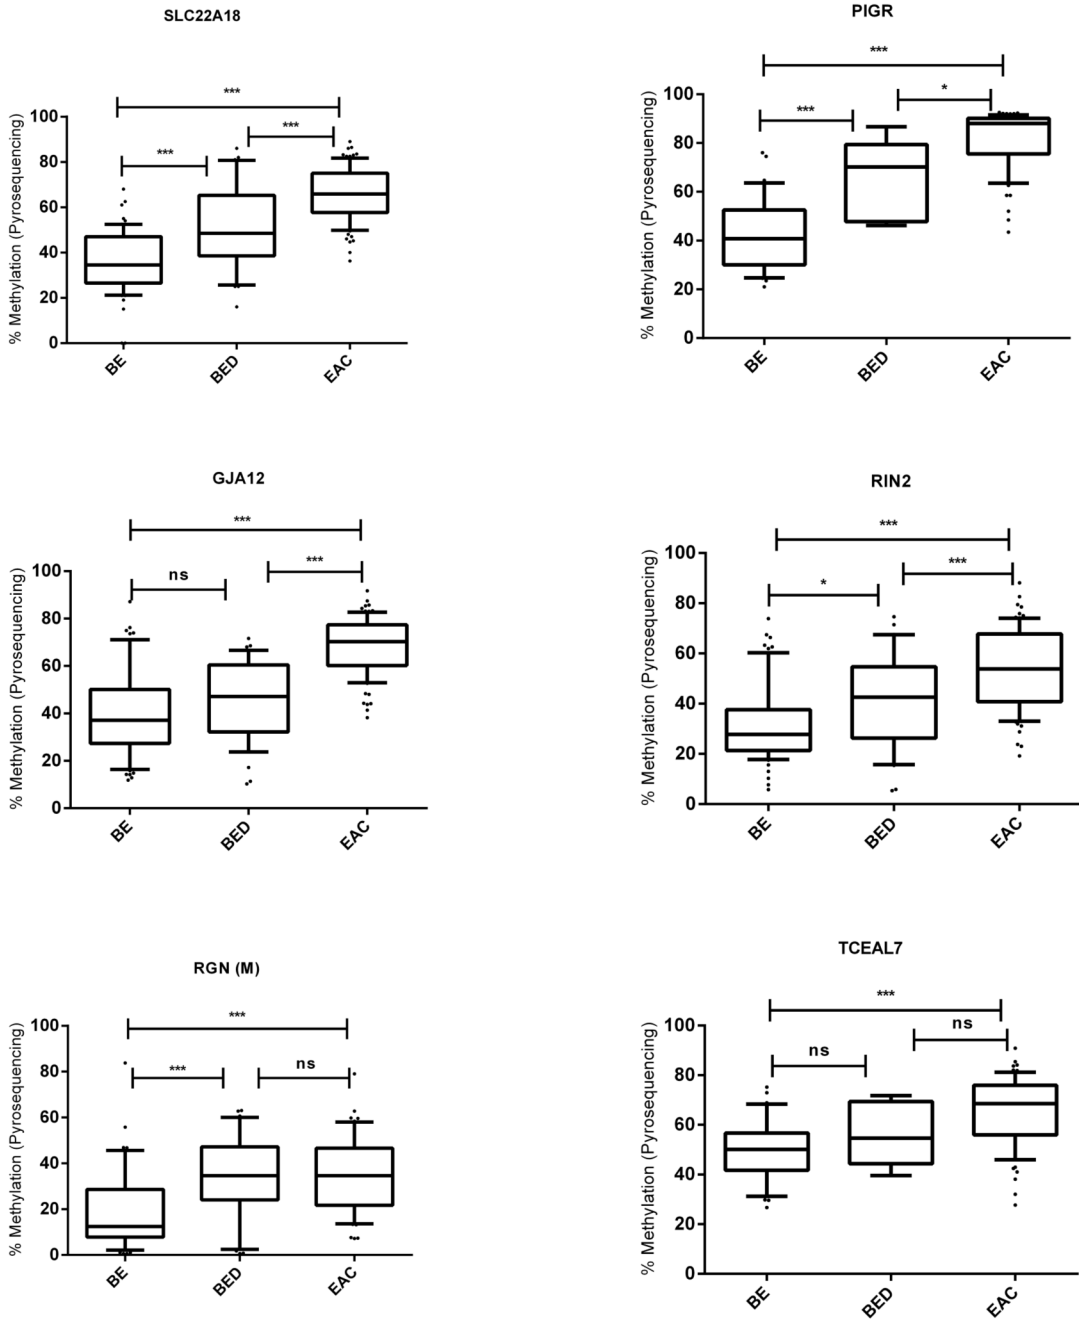 SLC22A18
% Methylation (Pyrosequencing)
100
80
60
40
20
0
***
***
***
BE
BED
EAC
PIGR
% Methylation (Pyrosequencing)
100
80
60
40
20
0
***
***
*
BE
BED
EAC
GJA12
% Methylation (Pyrosequencing)
100
80
60
40
20
0
***
ns
***
BE
BED
EAC
RIN2
% Methylation (Pyrosequencing)
100
80
60
40
20
0
***
*
***
BE
BED
EAC
RGN (M)
% Methylation (Pyrosequencing)
100
80
60
40
20
0
***
***
ns
BE
BED
EAC
TCEAL7
% Methylation (Pyrosequencing)
100
80
60
40
20
0
***
ns
ns
BE
BED
EAC